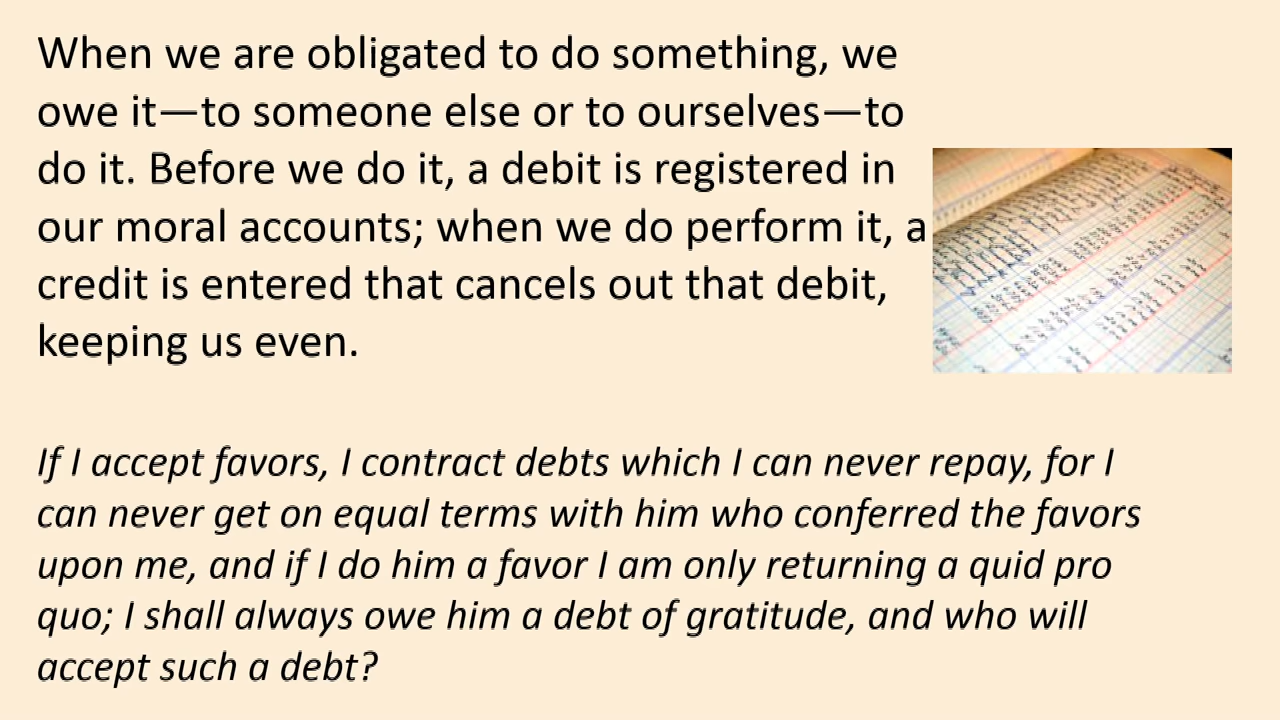 When we are obligated to do something, we
owe it—to someone else or to ourselves—to
do it. Before we do it, a debit is registered in
our moral accounts; when we do perform it, a
credit is entered that cancels out that debit,
keeping us even.
If I accept favors, I contract debts which I can never repay, for I
can never get on equal terms with him who conferred the favors
upon me, and if I do him a favor I am only returning a quid pro
quo; I shall always owe him a debt of gratitude, and who will
accept such a debt?